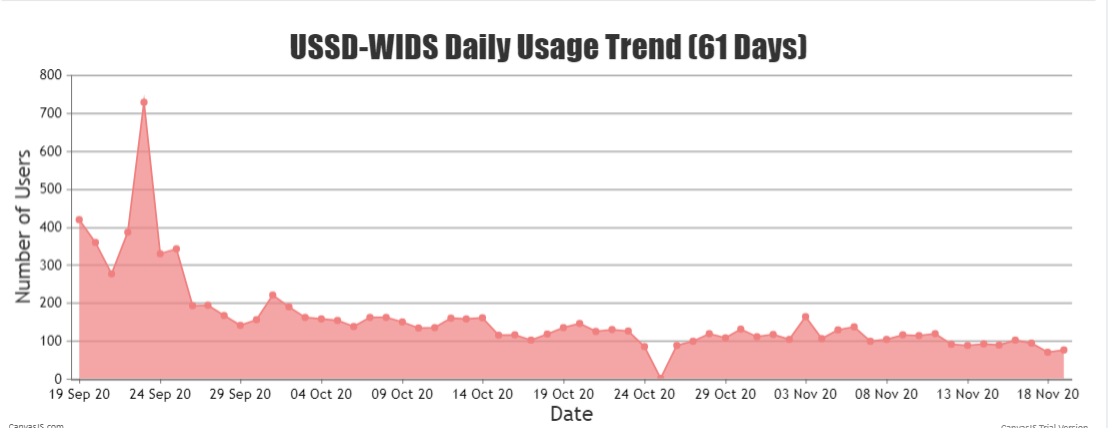 USSD-WIDS Daily Usage Trend (61 Days)
800
700
600
500
400
300
200
100
0
Number of Users
19 Sep 20 24 Sep 20 29 Sep 20 04 Oct 20 09 Oct 20 14 Oct 20 19 Oct 20 24 Oct 20 29 Oct 20 03 Nov 20 08 Nov 20 13 Nov 20 18 Nov 20
Date
CanvasJS.com
CanvasJS Trial Version